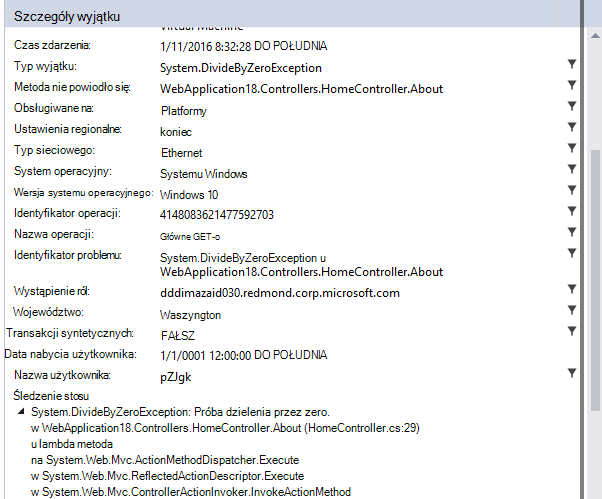 Szczegóły wyjątku
Virtual Machine
Czas zdarzenia: 1/11/2016 8:32:28 DO POŁUDNIA
Typ wyjątku: System.DivideByZeroException
Metoda nie powiodło się: WebApplication18.Controllers.HomeController.About
Obsługiwane na: Platformy
Ustawienia regionalne: koniec
Typ sieciowego: Ethernet
System operacyjny: Systemu Windows
Wersja systemu operacyjnego: Windows 10
Identyfikator operacji: 4148083621477592703
Nazwa operacji: Główne GET-o
Identyfikator problemu: System.DivideByZeroException u
WebApplication18.Controllers.HomeController.About
Wystąpienie ról: dddimazaid030.redmond.corp.microsoft.com
Województwo: Waszyngton
Transakcji syntetycznych: FAŁSZ
Data nabycia użytkownika: 1/1/0001 12:00:00 DO POŁUDNIA
Nazwa użytkownika: pZJgk
Śledzenie stosu
System.DivideByZeroException: Próba dzielenia przez zero.
w WebApplication18.Controllers.HomeController.About (HomeController.cs:29)
u lambda metoda
na System.Web.Mvc.ActionMethodDispatcher.Execute
w System.Web.Mvc.ReflectedActionDescriptor.Execute
w System.Web.Mvc.ControllerActionInvoker.InvokeActionMethod